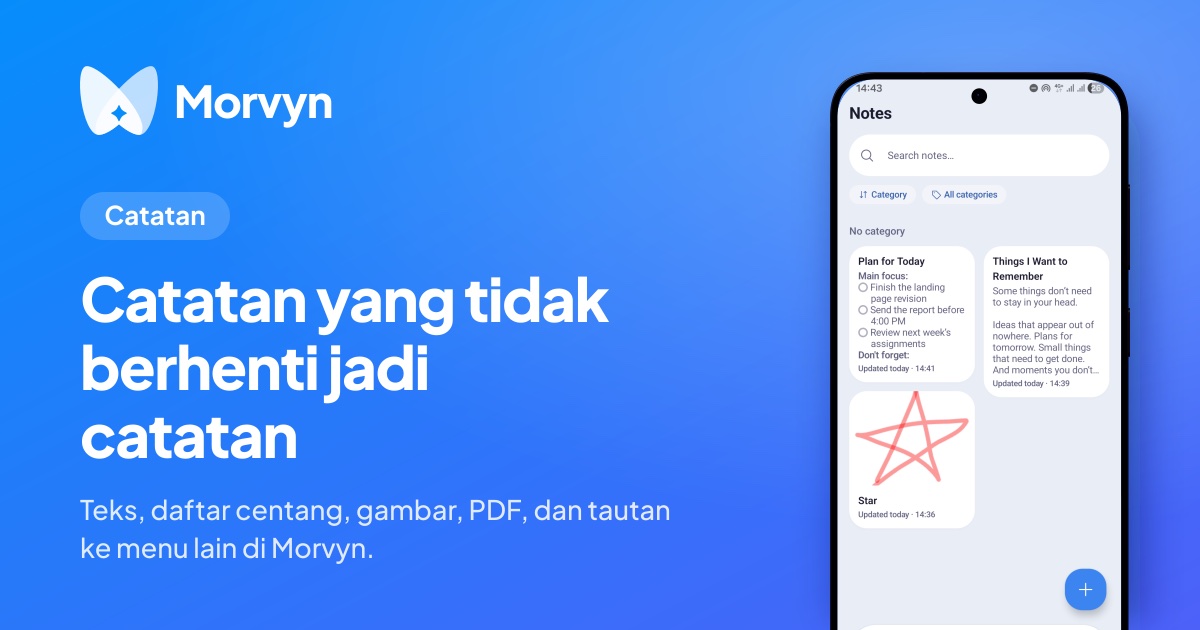 Morvyn
Catatan
Catatan yang tidak
berhenti jadi
catatan
Teks, daftar centang, gambar, PDF, dan tautan
ke menu lain di Morvyn.
14:43
26
Notes
Search notes...
Category
All categories
No category
Plan for Today
Main focus:
Finish the landing
page revision
Send the report before
4:00 PM
Review next week's
assignments
Don't forget:
Updated today · 14:41
Things I Want to
Remember
Some things don't need
to stay in your head.
Ideas that appear out of
nowhere. Plans for
tomorrow. Small things
that need to get done.
And moments you don't...
Updated today · 14:39
Star
Updated today · 14:36